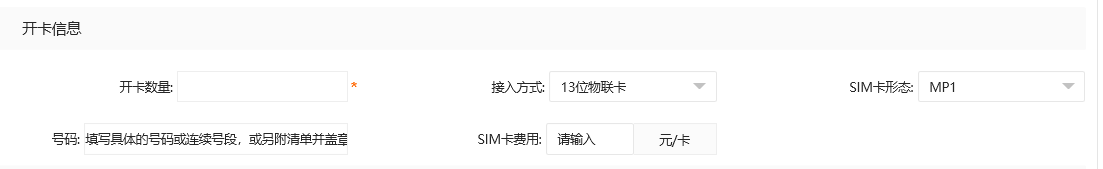 开卡信息
开卡数量: * 接入方式: 13位物联卡 SIM卡形态: MP1
号码: 填写具体的号码或连续号段，或另附清单并盖章 SIM卡费用: 请输入 元/卡